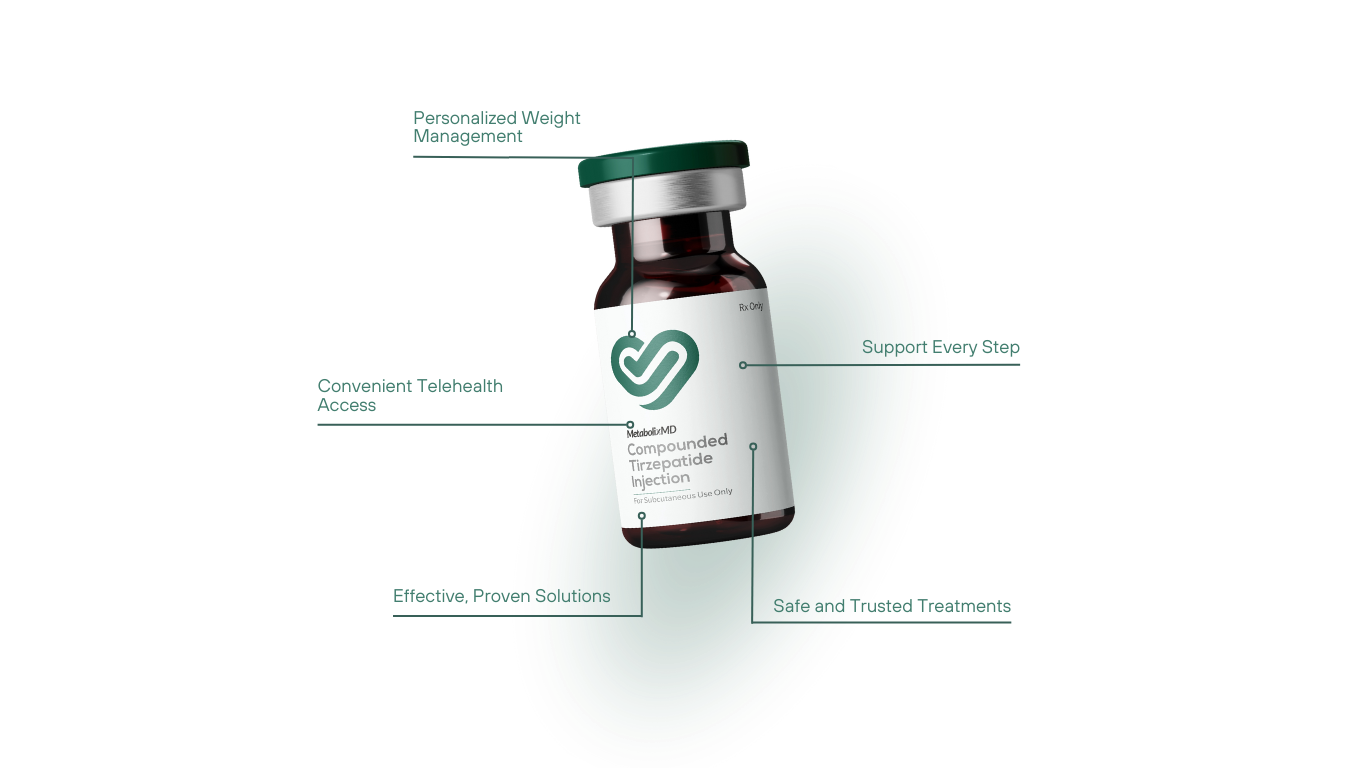 Personalized Weight
Management
Rx Only
Support Every Step
Convenient Telehealth
Access
MetabolixMD
Compounded
Tirzepatide
Injection
For Subcutaneous Use Only
Effective, Proven Solutions
Safe and Trusted Treatments